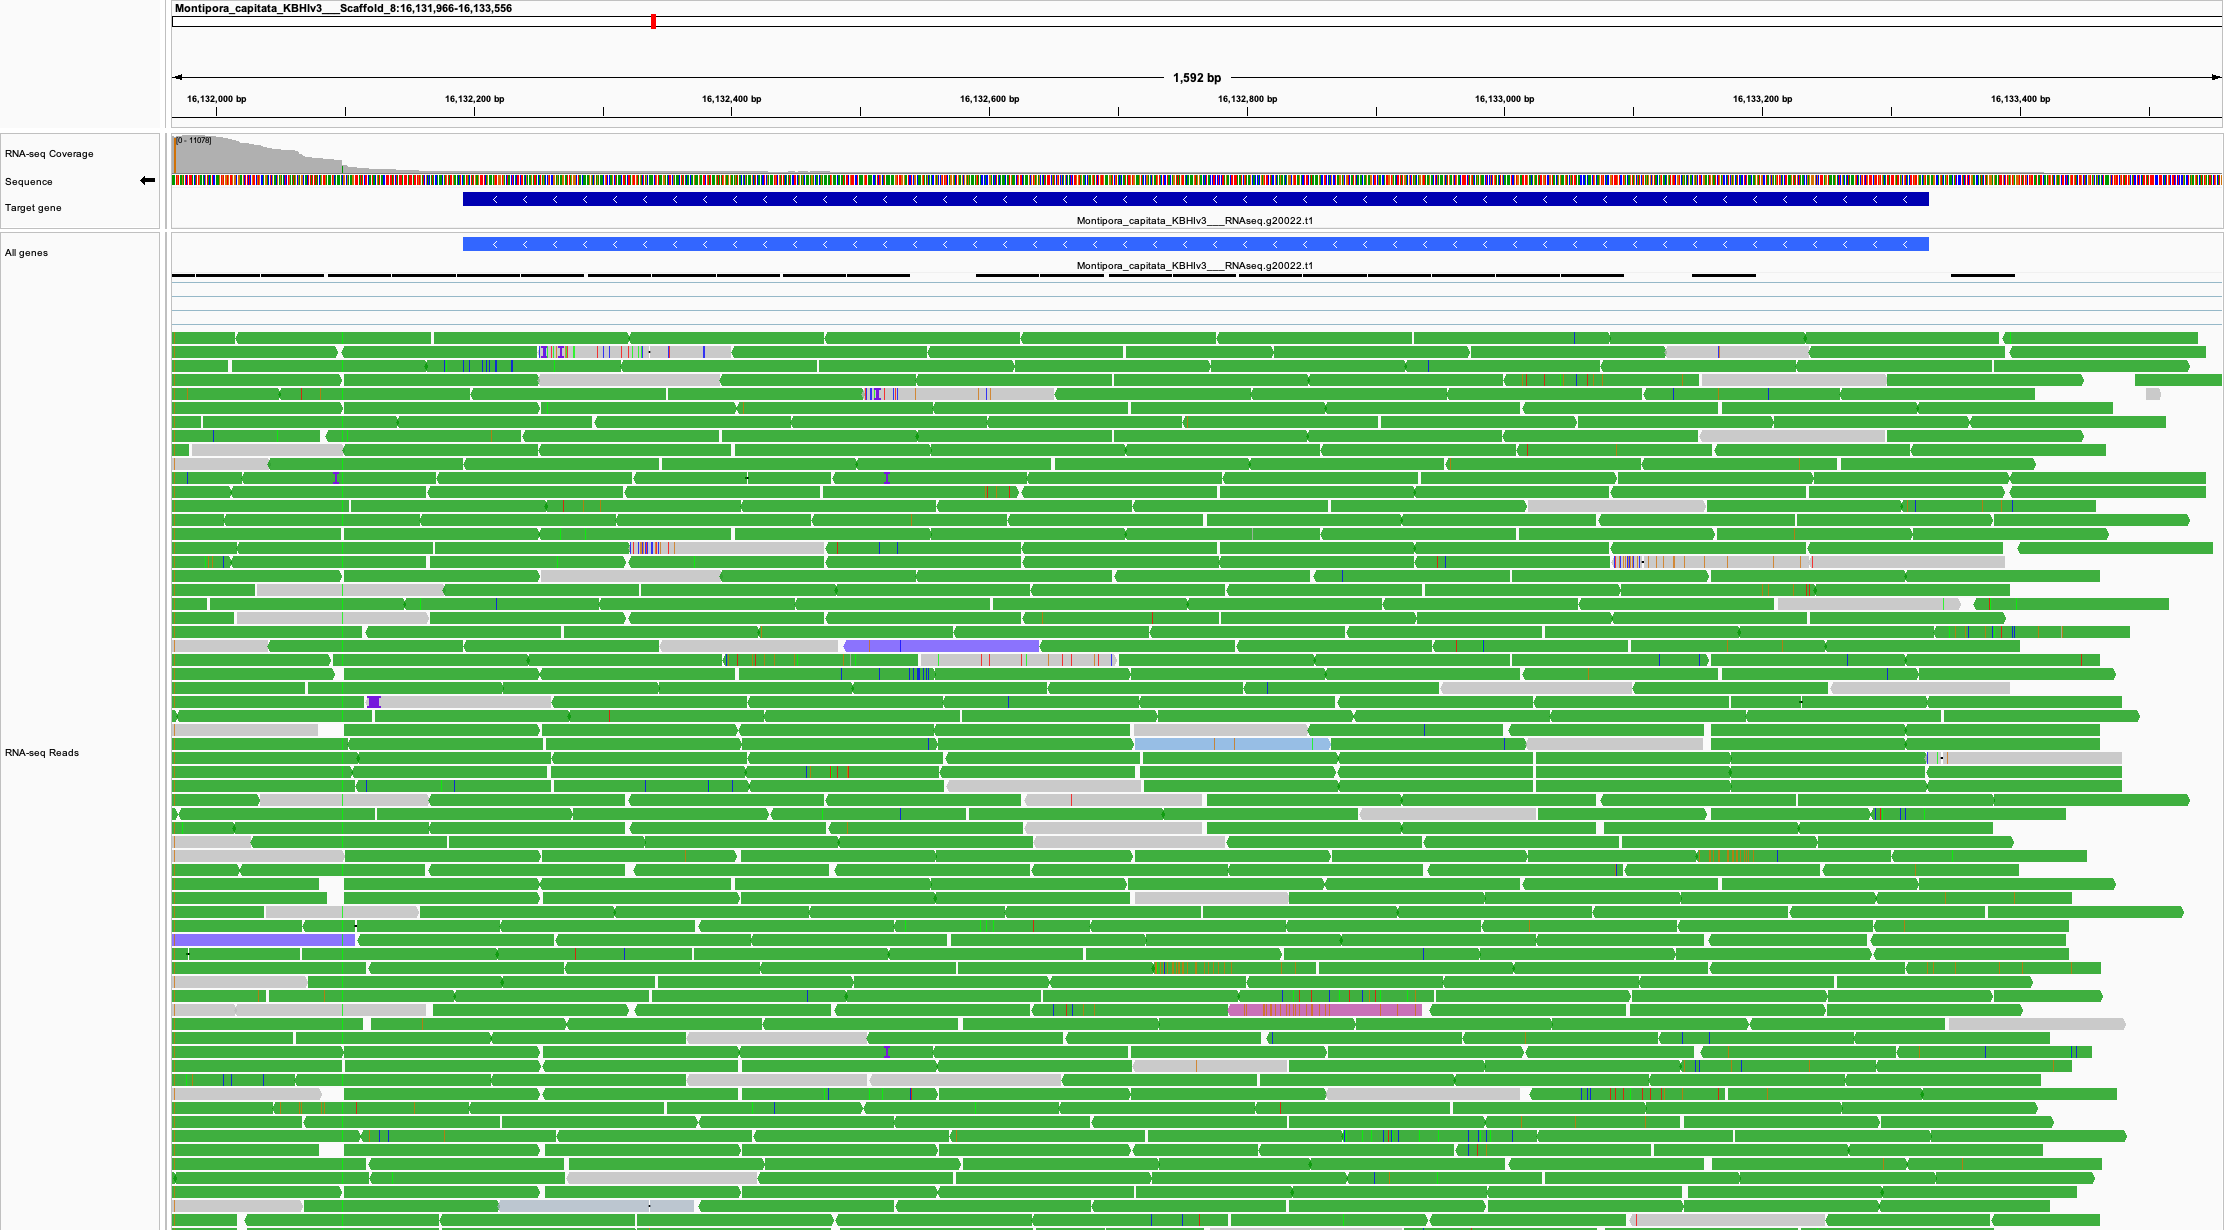 Montipora_capitata_KBHIv3___Scaffold_8:16,131,966-16,133,556
1,592 bp
16,132,000 bp 16,132,200 bp 16,132,400 bp 16,132,600 bp 16,132,800 bp 16,133,000 bp 16,133,200 bp 16,133,400 bp
[0 - 11078]
RNA-seq Coverage
Sequence
Target gene
Montipora_capitata_KBHIv3___RNAseq.g20022.t1
All genes
Montipora_capitata_KBHIv3___RNAseq.g20022.t1
RNA-seq Reads